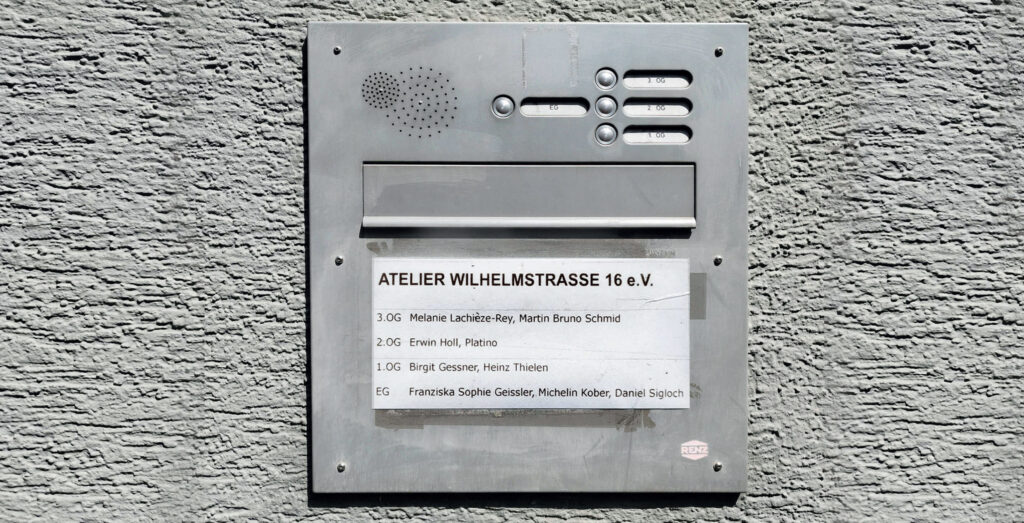 3. OG
EG
2. OG
1. OG
ATELIER WILHELMSTRASSE 16 e.V.
3.OG Melanie Lachièze-Rey, Martin Bruno Schmid
2.OG Erwin Holl, Platino
1.OG Birgit Gessner, Heinz Thielen
EG Franziska Sophie Geissler, Michelin Kober, Daniel Sigloch
RENZ